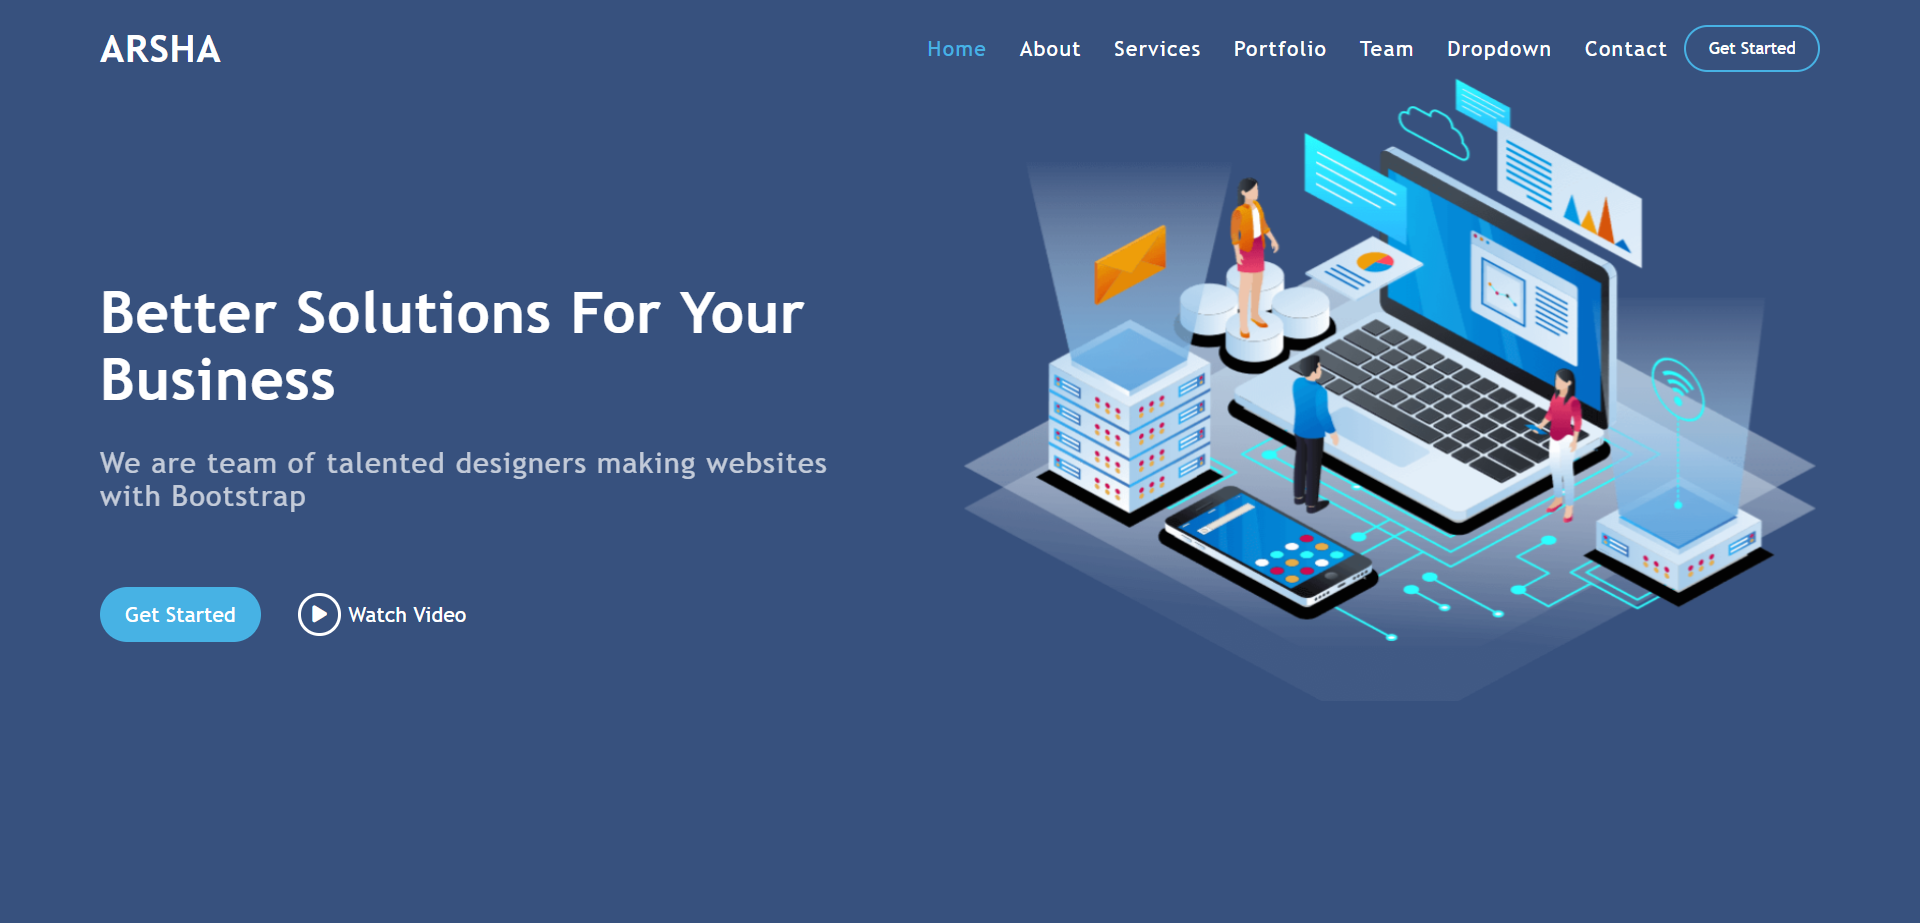 ARSHA
Home About Services Portfolio Team Dropdown Contact Get Started
Better Solutions For Your
Business
We are team of talented designers making websites
with Bootstrap
Get Started Watch Video